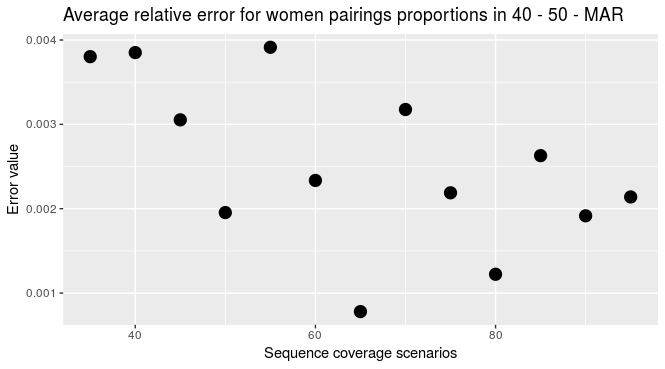 Average relative error for women pairings proportions in 40 - 50 - MAR
0.004
0.003
0.002
0.001
Error value
40
60
80
Sequence coverage scenarios